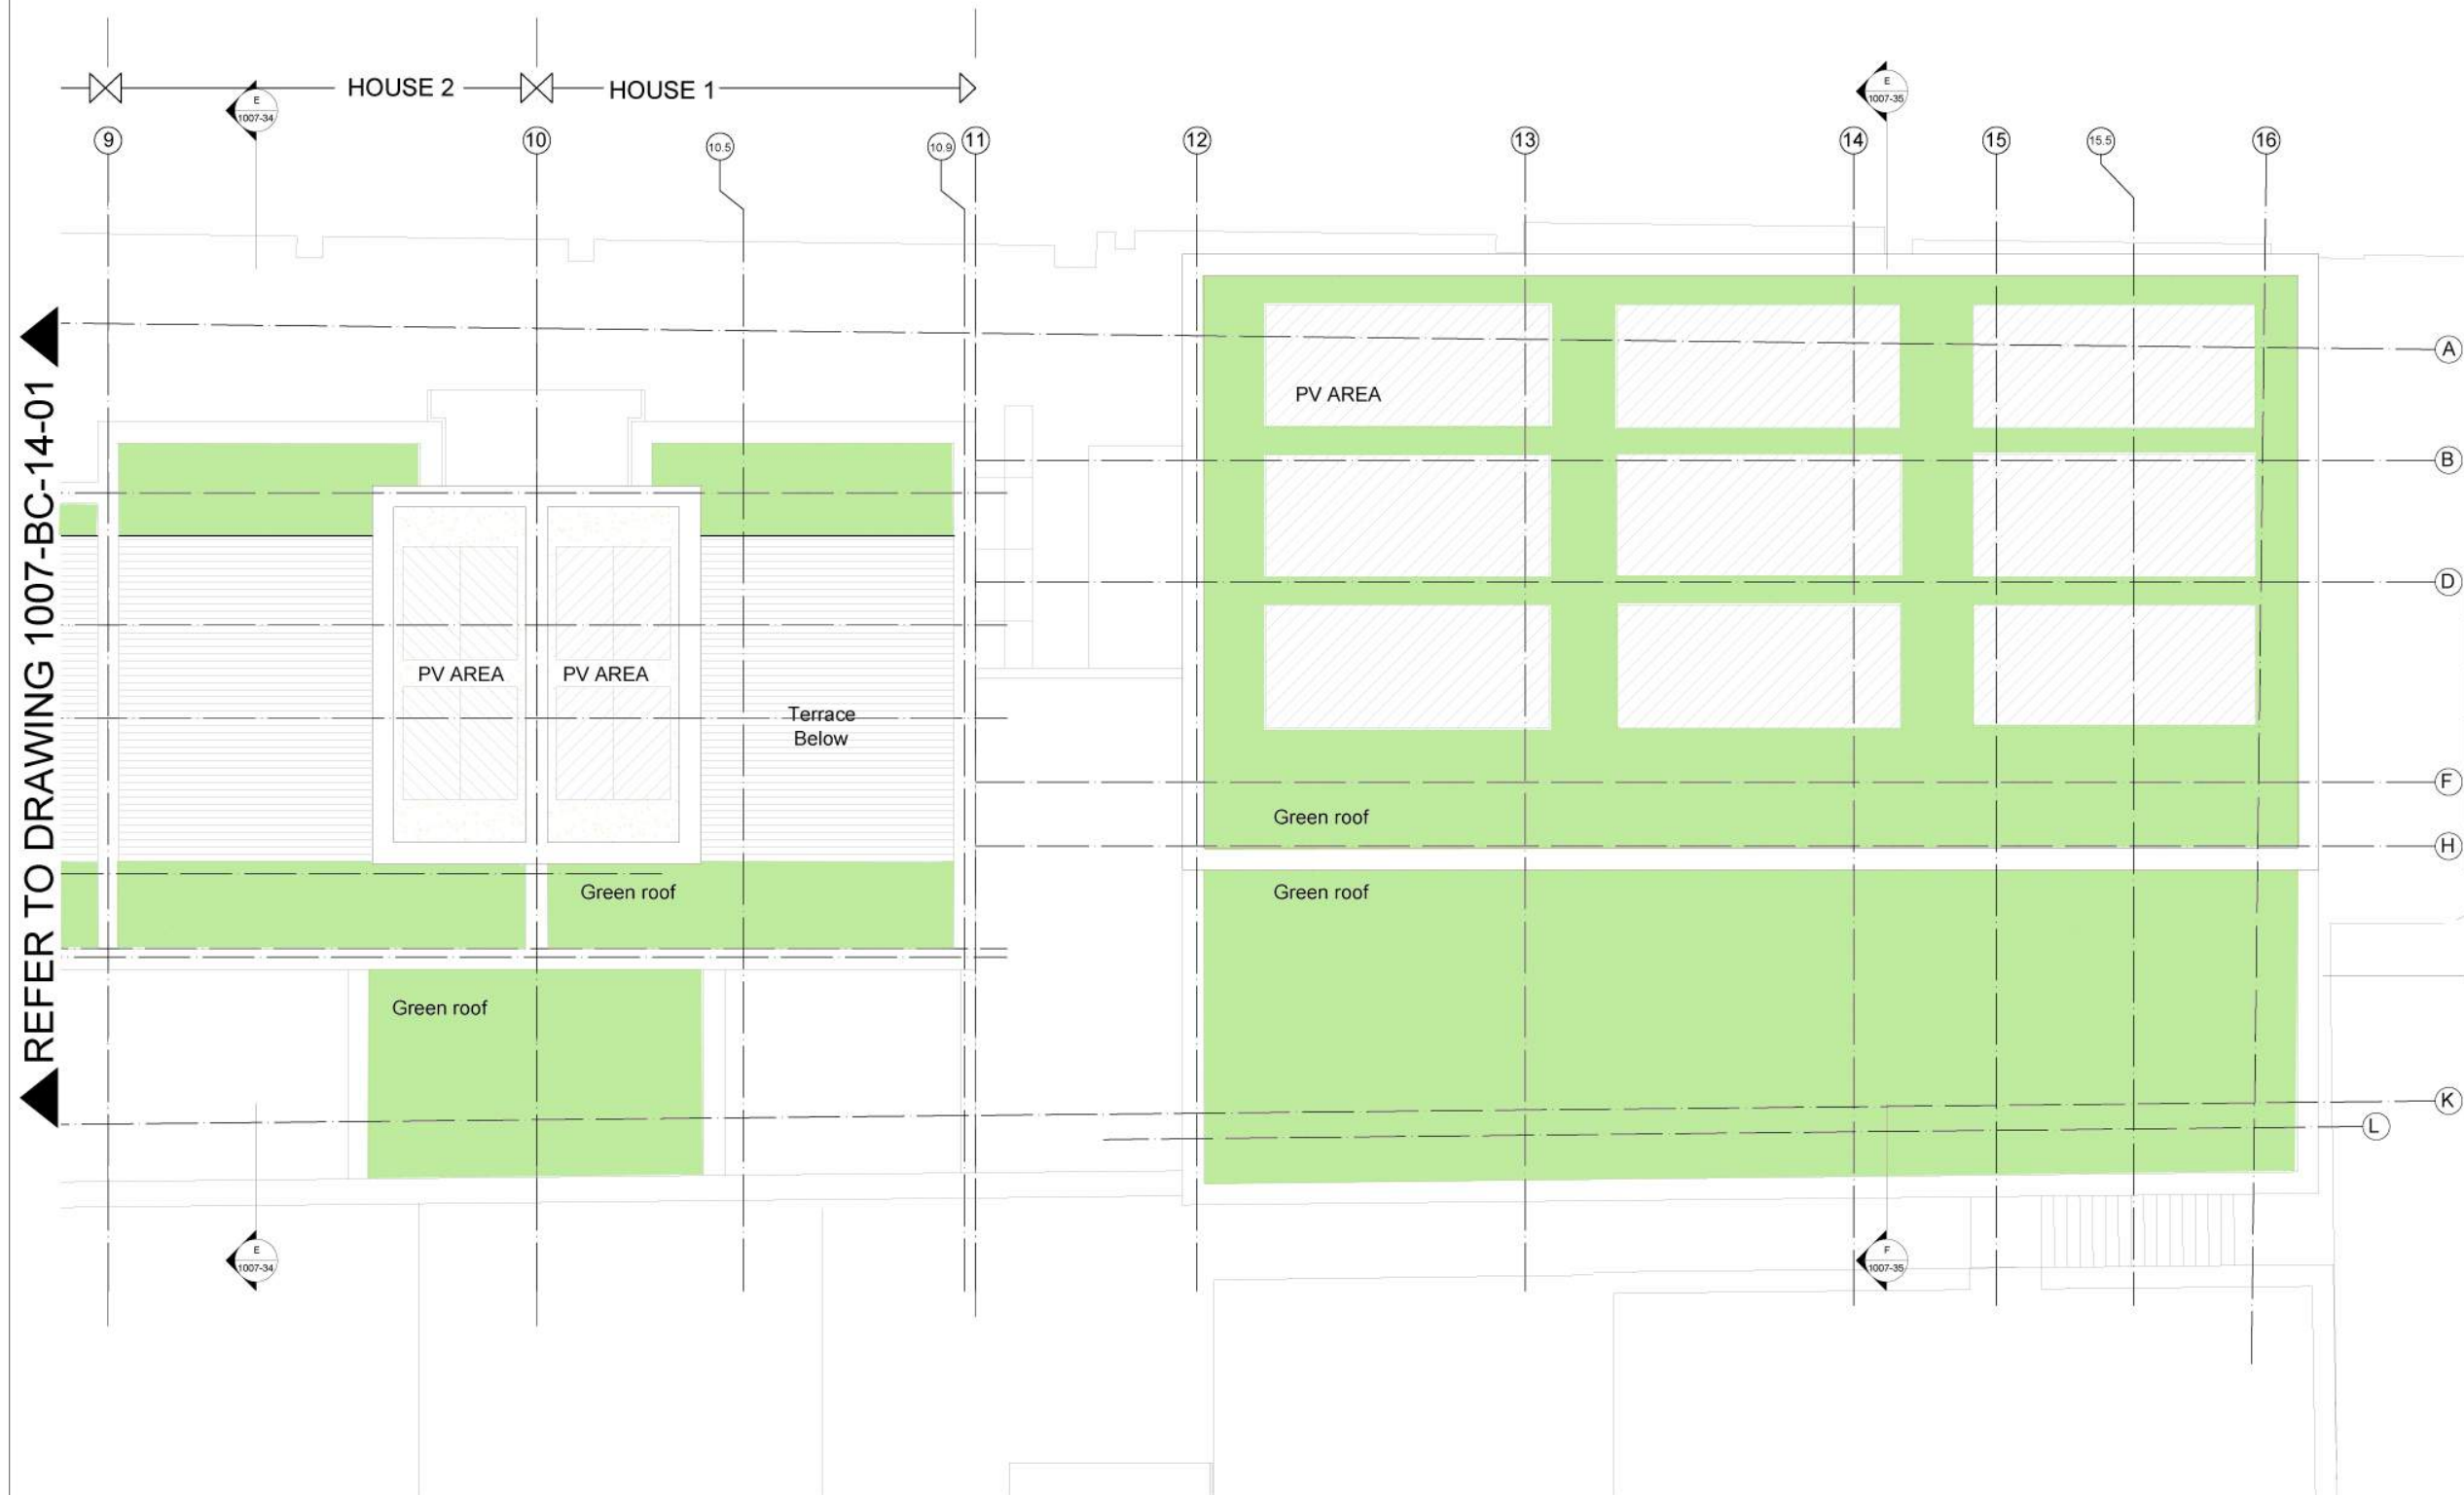 HOUSE 2
HOUSE 1
E
1007-34
E
1007-35
9
10
10.5
10.9
11
12
13
14
15
15.5
16
REFER TO DRAWING 1007-BC-14-01
A
PV AREA
B
D
PV AREA
PV AREA
Terrace
Below
F
Green roof
H
Green roof
Green roof
Green roof
K
L
E
1007-34
F
1007-35